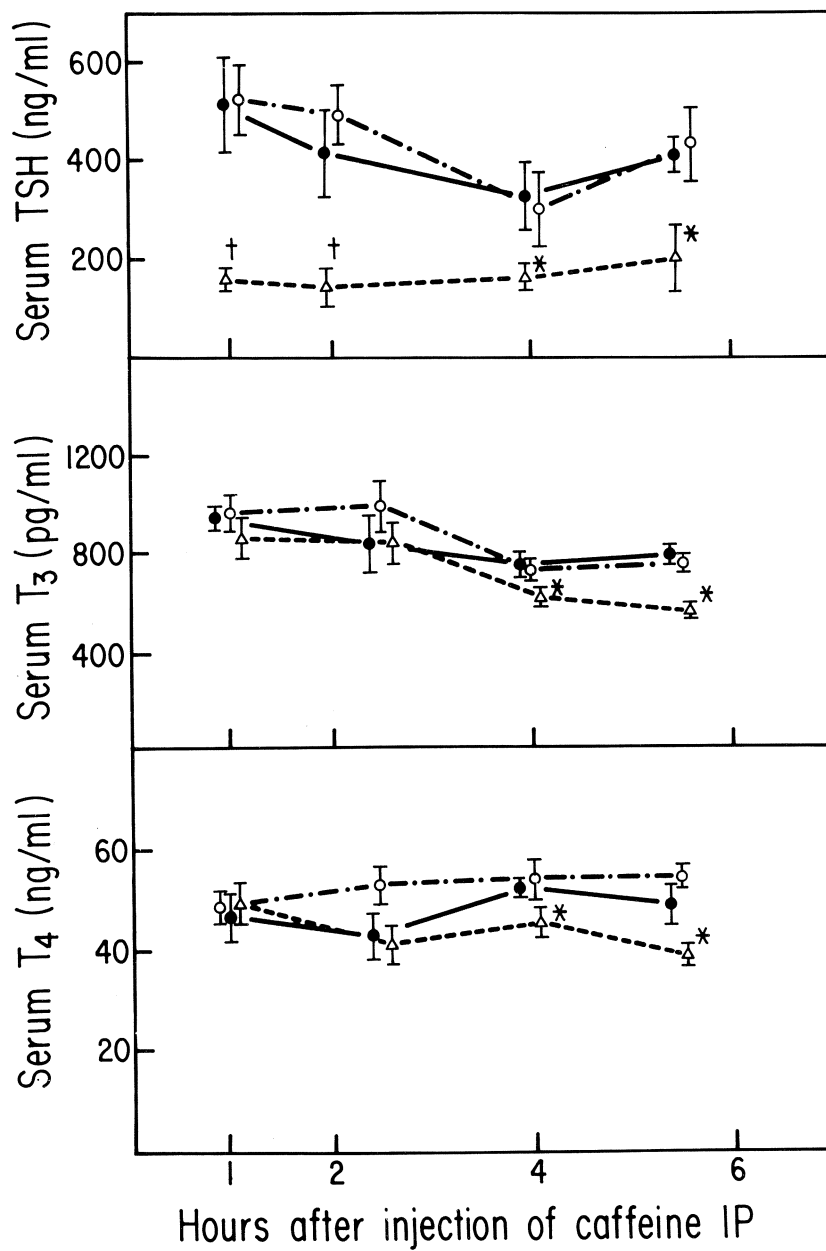 Serum TSH (ng/ml)
600
400
200
† † * *
Serum T3 (pg/ml)
1200
800
400
* *
Serum T4 (ng/ml)
60
40
20
* *
1 2 4 6
Hours after injection of caffeine IP